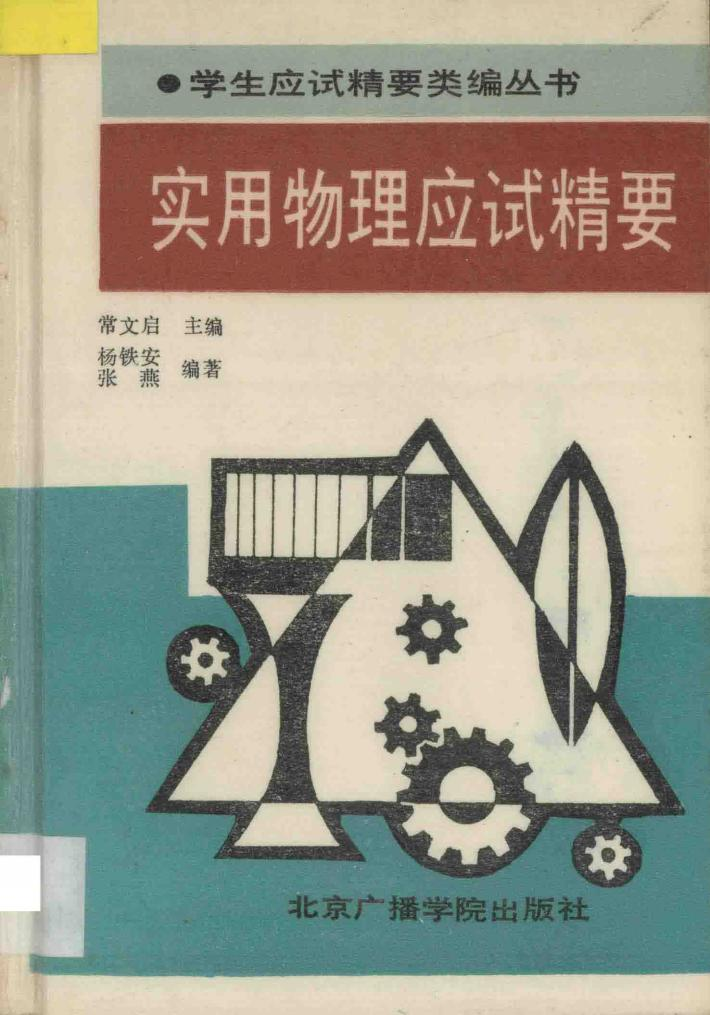 ●学生应试精要类编丛书
实用物理应试精要
常文启 主编
杨铁安
张燕 编著
北京广播学院出版社